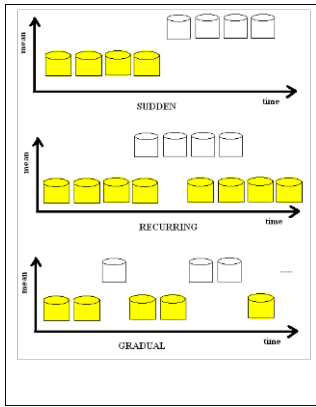 mean
time
SUDDEN
mean
time
RECURRING
mean
.....
time
GRADUAL